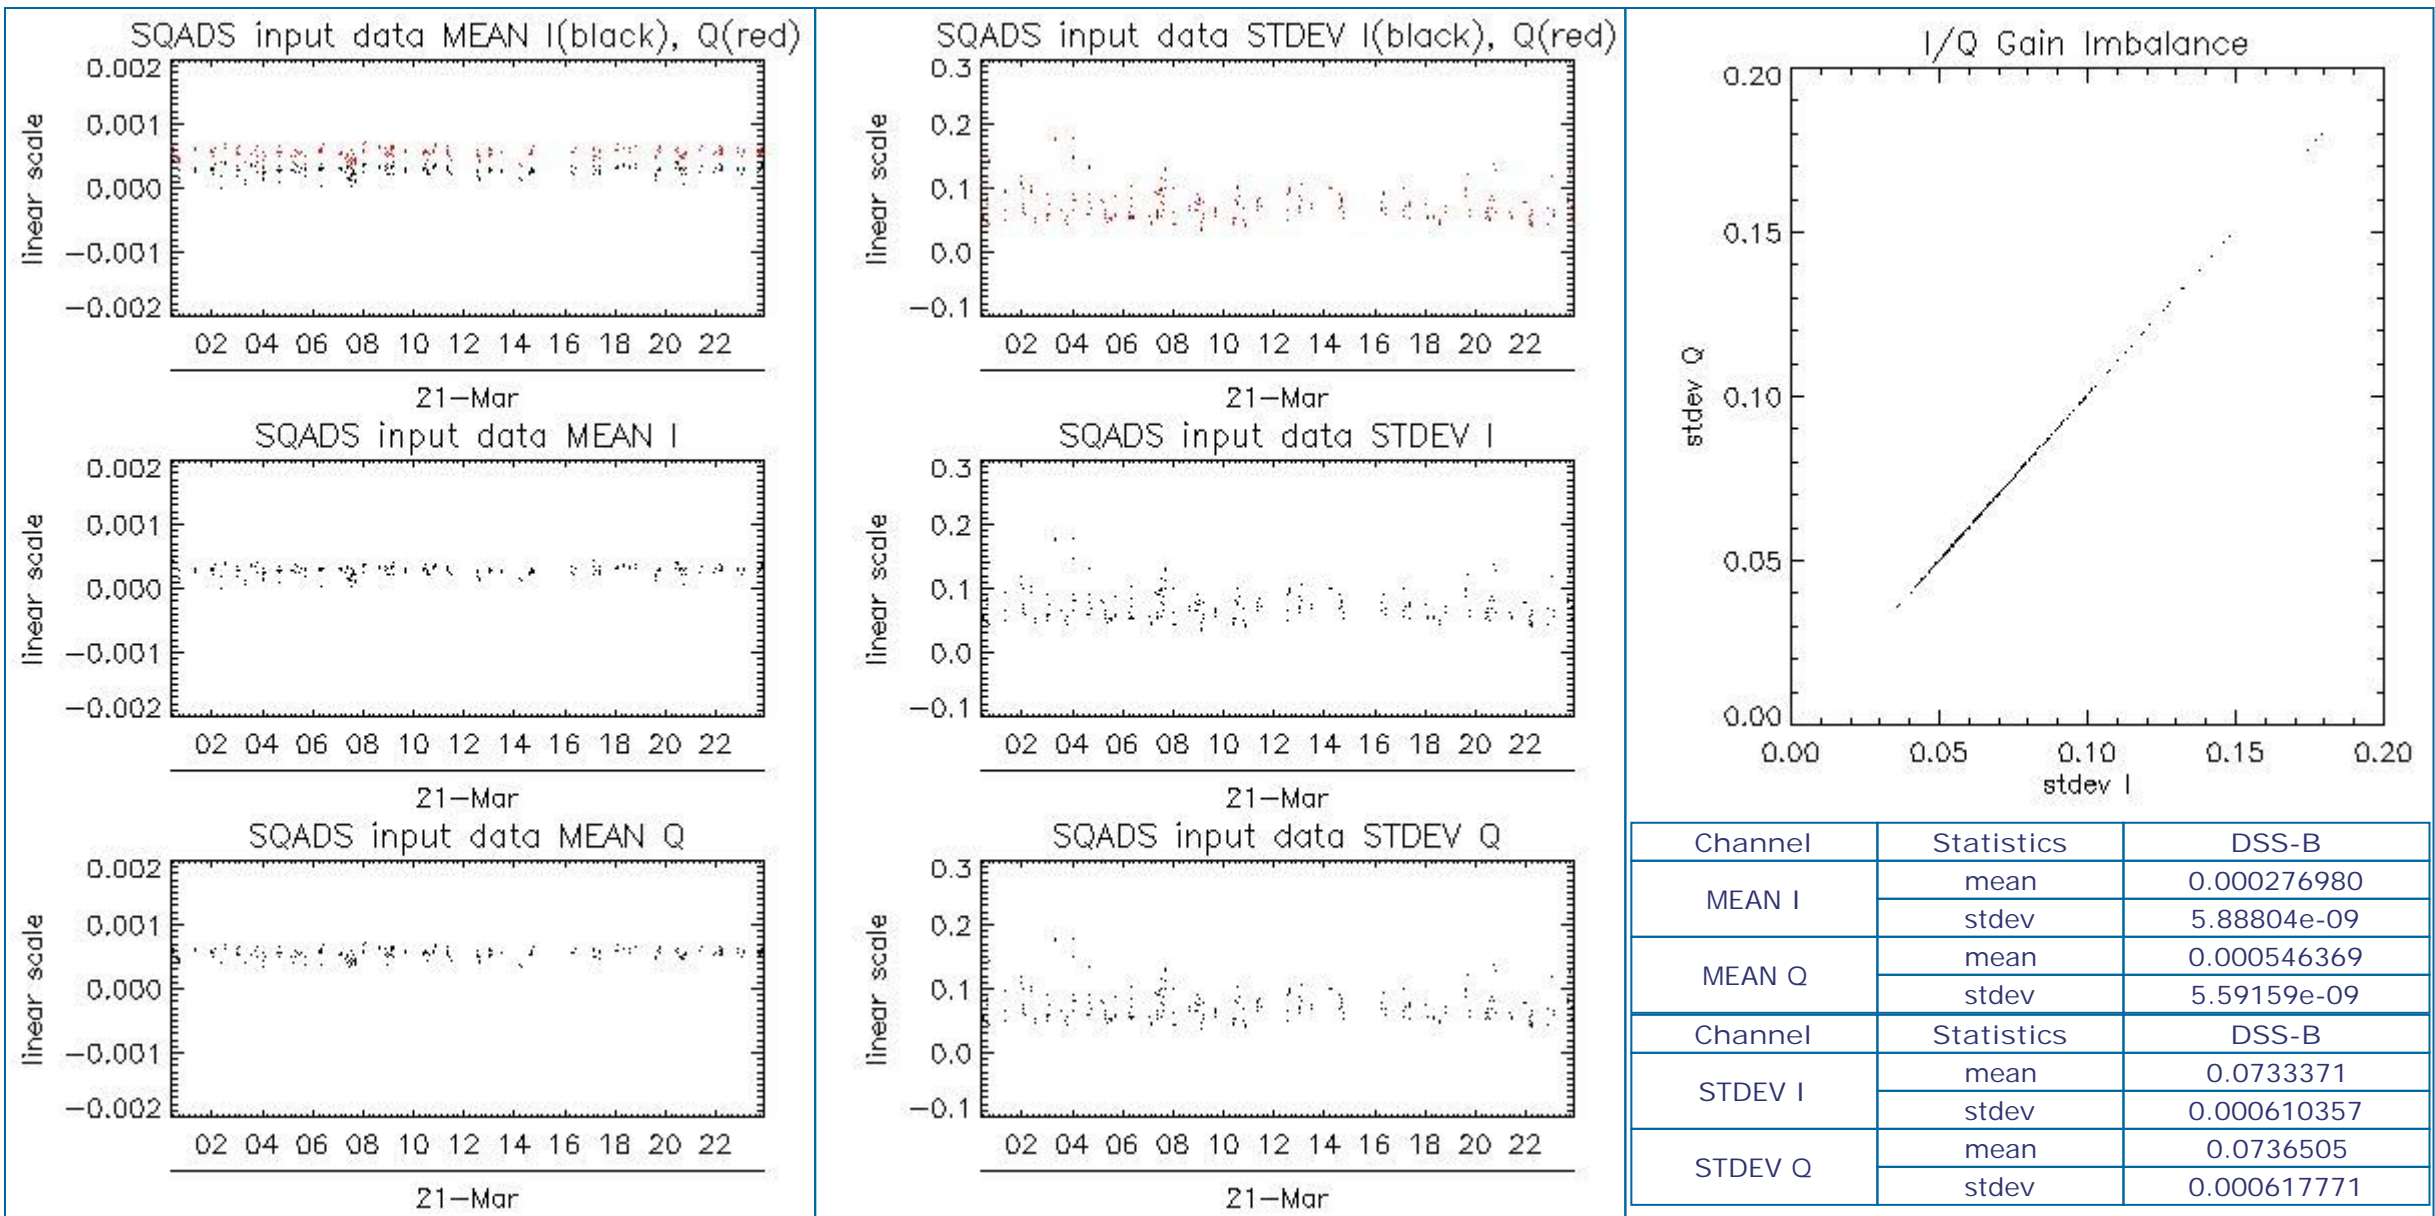 SQADS input data MEAN I(black), Q(red)
linear scale
0.002
0.001
0.000
−0.001
−0.002
02 04 06 08 10 12 14 16 18 20 22
21−Mar
SQADS input data MEAN I
linear scale
0.002
0.001
0.000
−0.001
−0.002
02 04 06 08 10 12 14 16 18 20 22
21−Mar
SQADS input data MEAN Q
linear scale
0.002
0.001
0.000
−0.001
−0.002
02 04 06 08 10 12 14 16 18 20 22
21−Mar
SQADS input data STDEV I(black), Q(red)
linear scale
0.3
0.2
0.1
0.0
−0.1
02 04 06 08 10 12 14 16 18 20 22
21−Mar
SQADS input data STDEV I
linear scale
0.3
0.2
0.1
0.0
−0.1
02 04 06 08 10 12 14 16 18 20 22
21−Mar
SQADS input data STDEV Q
linear scale
0.3
0.2
0.1
0.0
−0.1
02 04 06 08 10 12 14 16 18 20 22
21−Mar
I/Q Gain Imbalance
stdev Q
0.20
0.15
0.10
0.05
0.00
0.00 0.05 0.10 0.15 0.20
stdev I
Channel Statistics DSS-B
MEAN I mean 0.000276980
stdev 5.88804e-09
MEAN Q mean 0.000546369
stdev 5.59159e-09
Channel Statistics DSS-B
STDEV I mean 0.0733371
stdev 0.000610357
STDEV Q mean 0.0736505
stdev 0.000617771